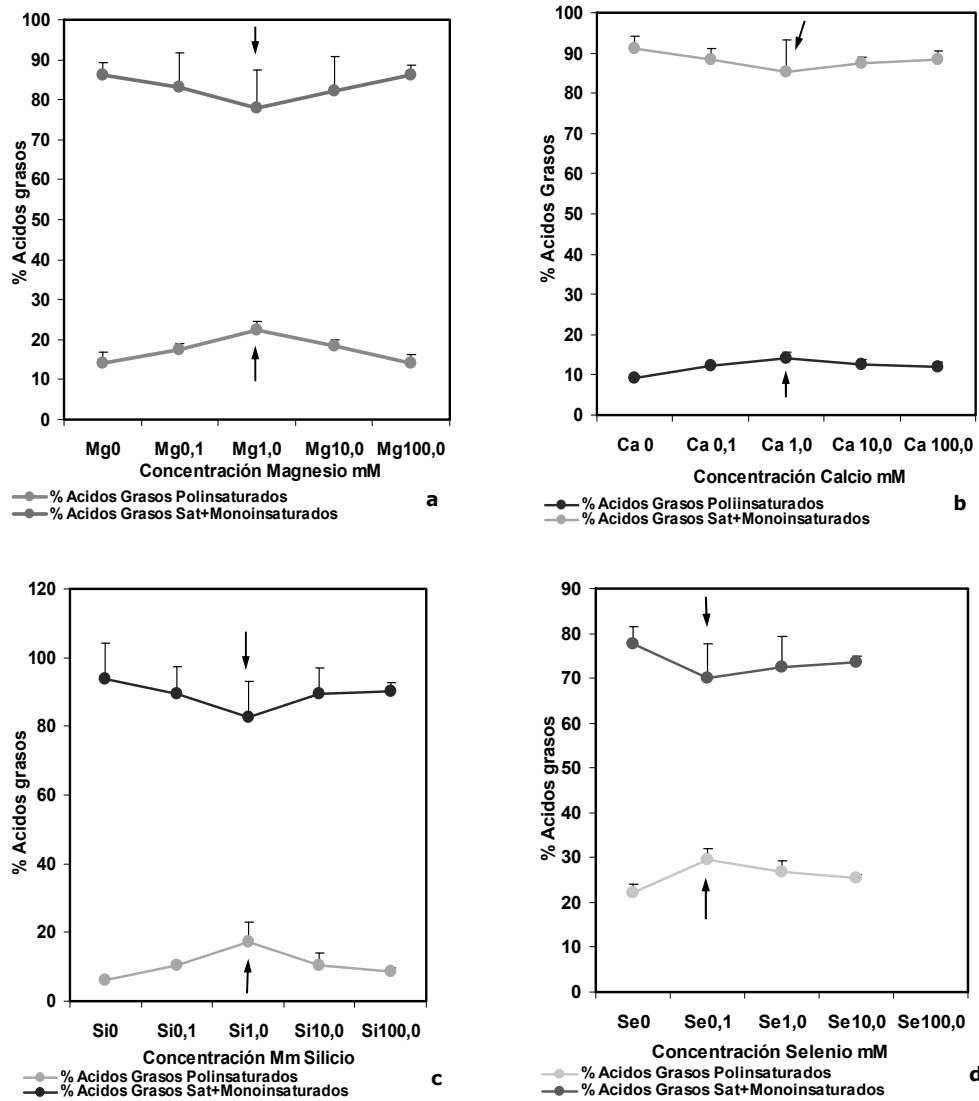 100
90
80
70
60
50
40
30
20
10
0
% Acidos grasos
Mg0 Mg0,1 Mg1,0 Mg10,0 Mg100,0
Concentración Magnesio mM
% Acidos Grasos Polinsaturados
% Acidos Grasos Sat+Monoinsaturados
a
100
90
80
70
60
50
40
30
20
10
0
% Acidos Grasos
Ca 0 Ca 0,1 Ca 1,0 Ca 10,0 Ca 100,0
Concentración Calcio mM
% Acidos Grasos Poliinsaturados
% Acidos Grasos Sat+Monoinsaturados
b
120
100
80
60
40
20
0
% Acidos grasos
Si0 Si0,1 Si1,0 Si10,0 Si100,0
Concentración Mm Silicio
% Acidos Grasos Polinsaturados
% Acidos Grasos Sat+Monoinsaturados
c
90
80
70
60
50
40
30
20
10
0
% Acidos grasos
Se0 Se0,1 Se1,0 Se10,0 Se100,0
Concentración Selenio mM
% Acidos Grasos Polinsaturados
% Acidos Grasos Sat+Monoinsaturados
d